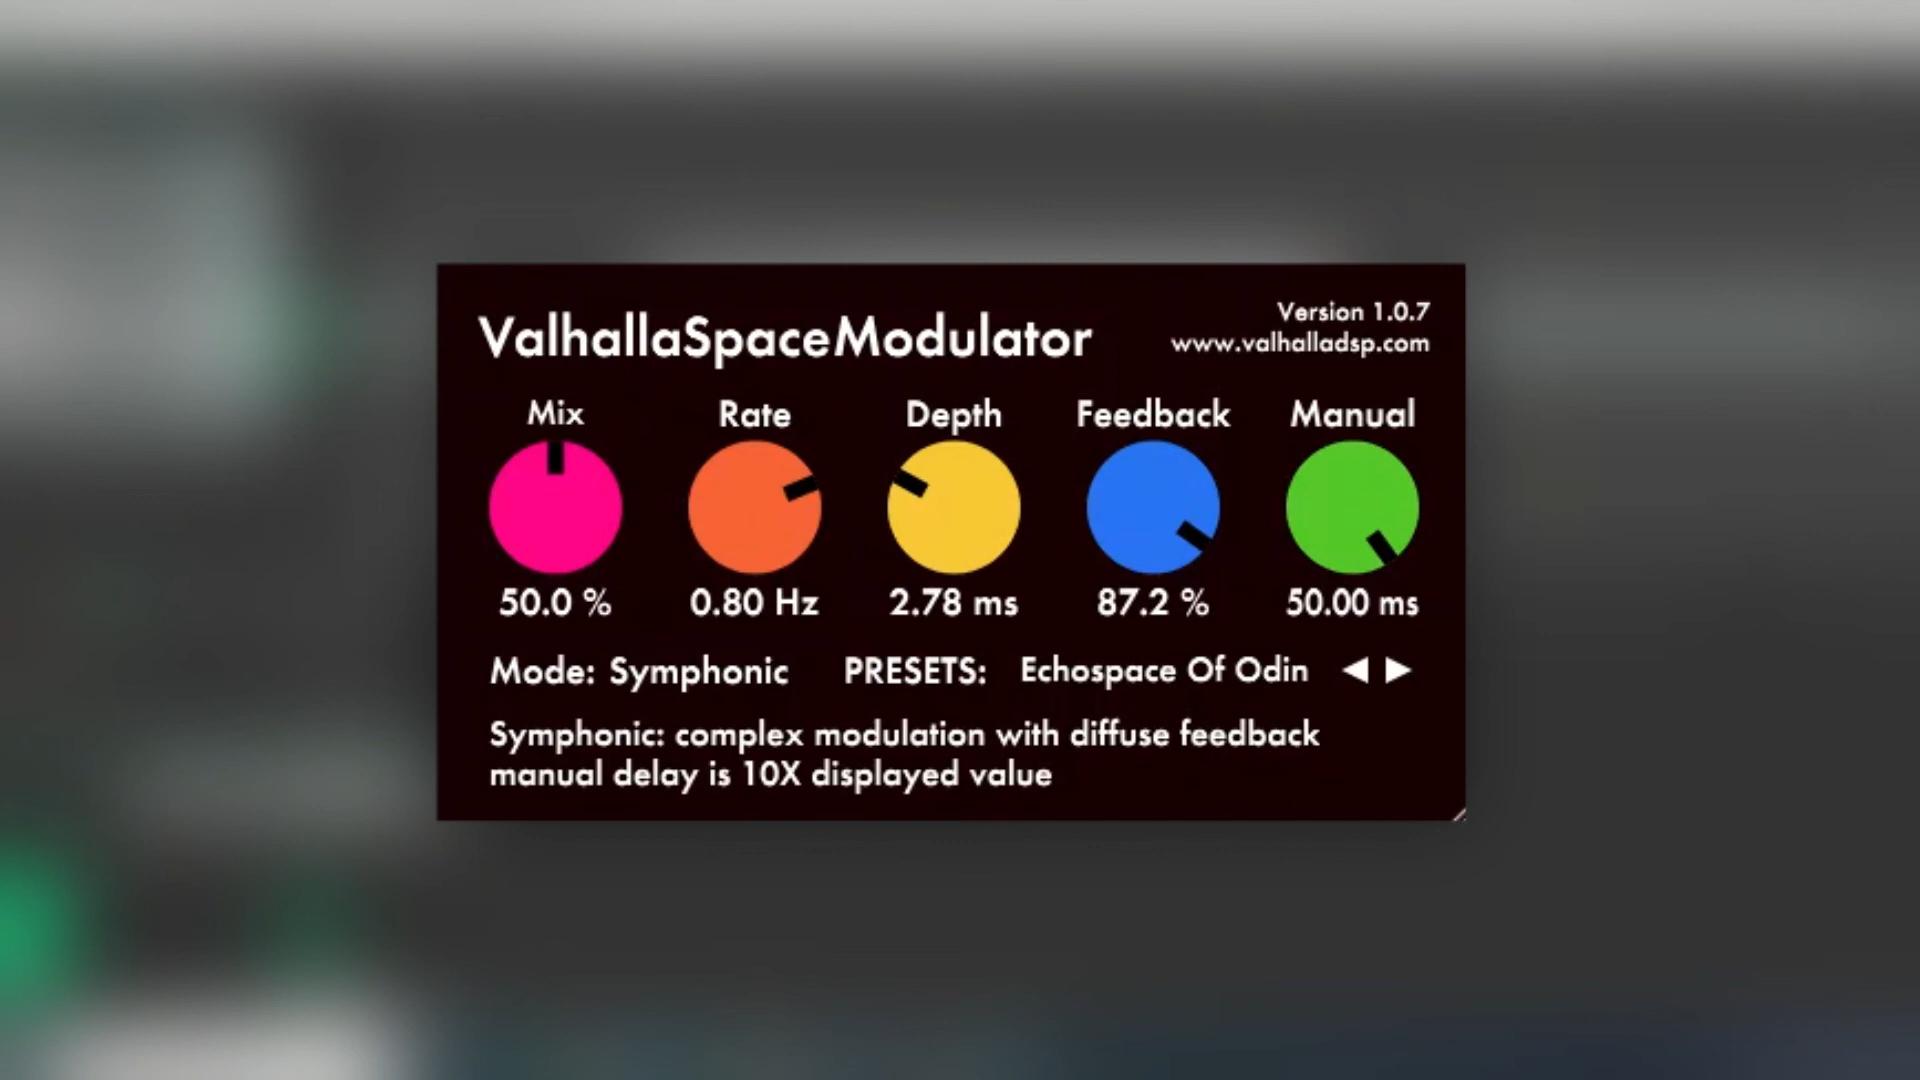 ValhallaSpaceModulator
Version 1.0.7
www.valhalladsp.com
Mix Rate Depth Feedback Manual
50.0 % 0.80 Hz 2.78 ms 87.2 % 50.00 ms
Mode: Symphonic PRESETS: Echospace Of Odin
Symphonic: complex modulation with diffuse feedback
manual delay is 10X displayed value